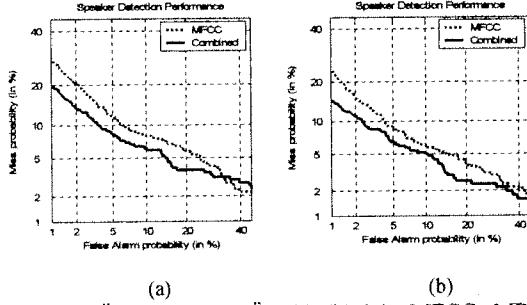 Speaker Detection Performance
MFCC
Combined
Miss probability (in %)
40
20
10
5
2
1
1 2 5 10 20 40
False Alarm probability (in %)
(a)
Speaker Detection Performance
MFCC
Combined
Miss probability (in %)
40
20
10
5
2
1
1 2 5 10 20 40
False Alarm probability (in %)
(b)